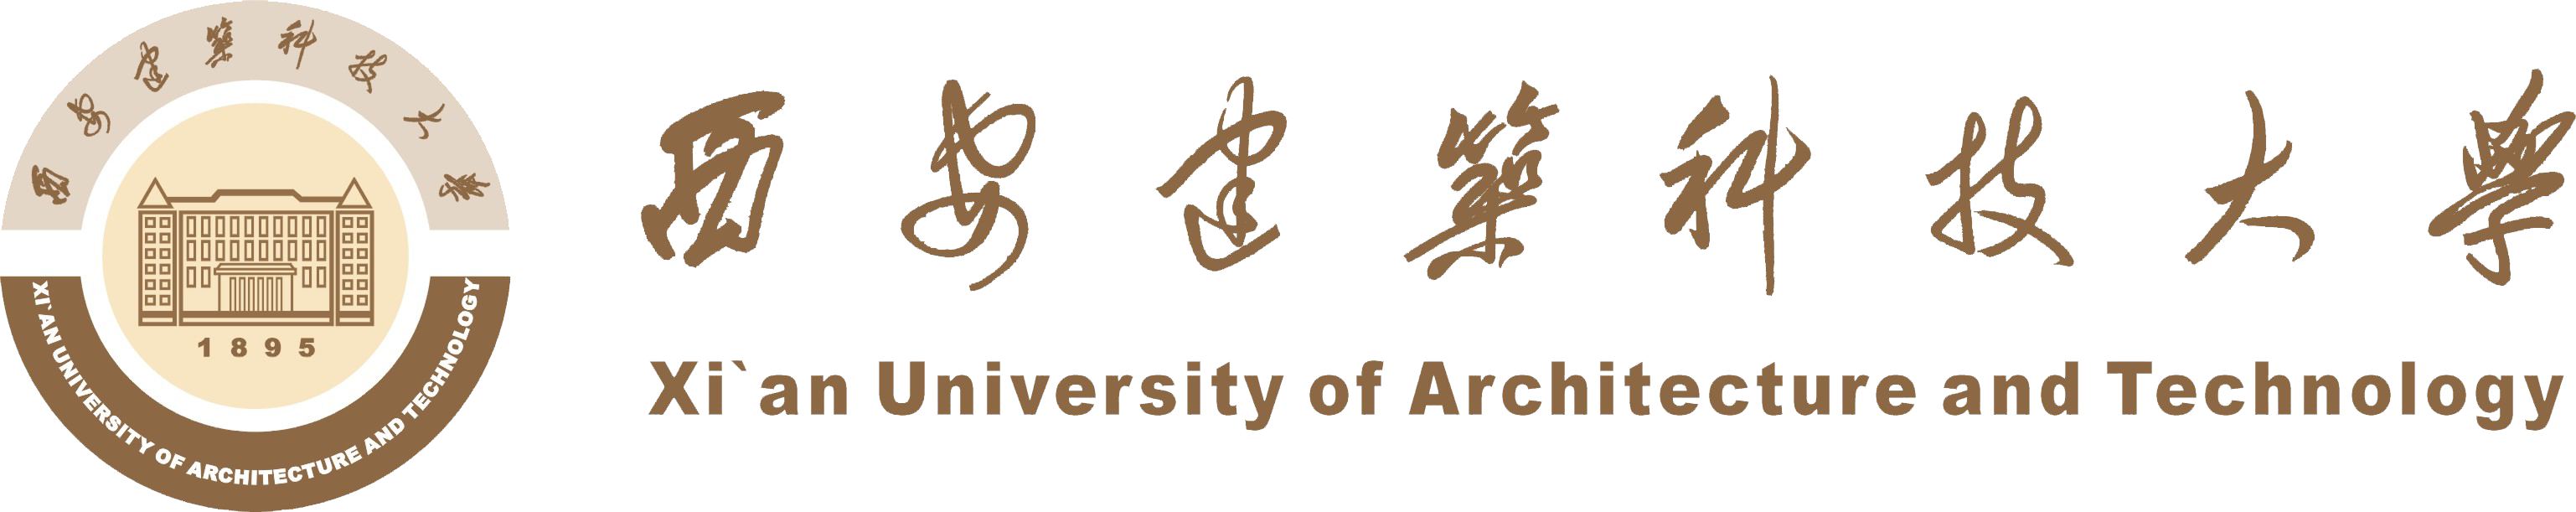 西安建築科技大學
1895
XI`AN UNIVERSITY OF ARCHITECTURE AND TECHNOLOGY
西安建築科技大學
Xi`an University of Architecture and Technology